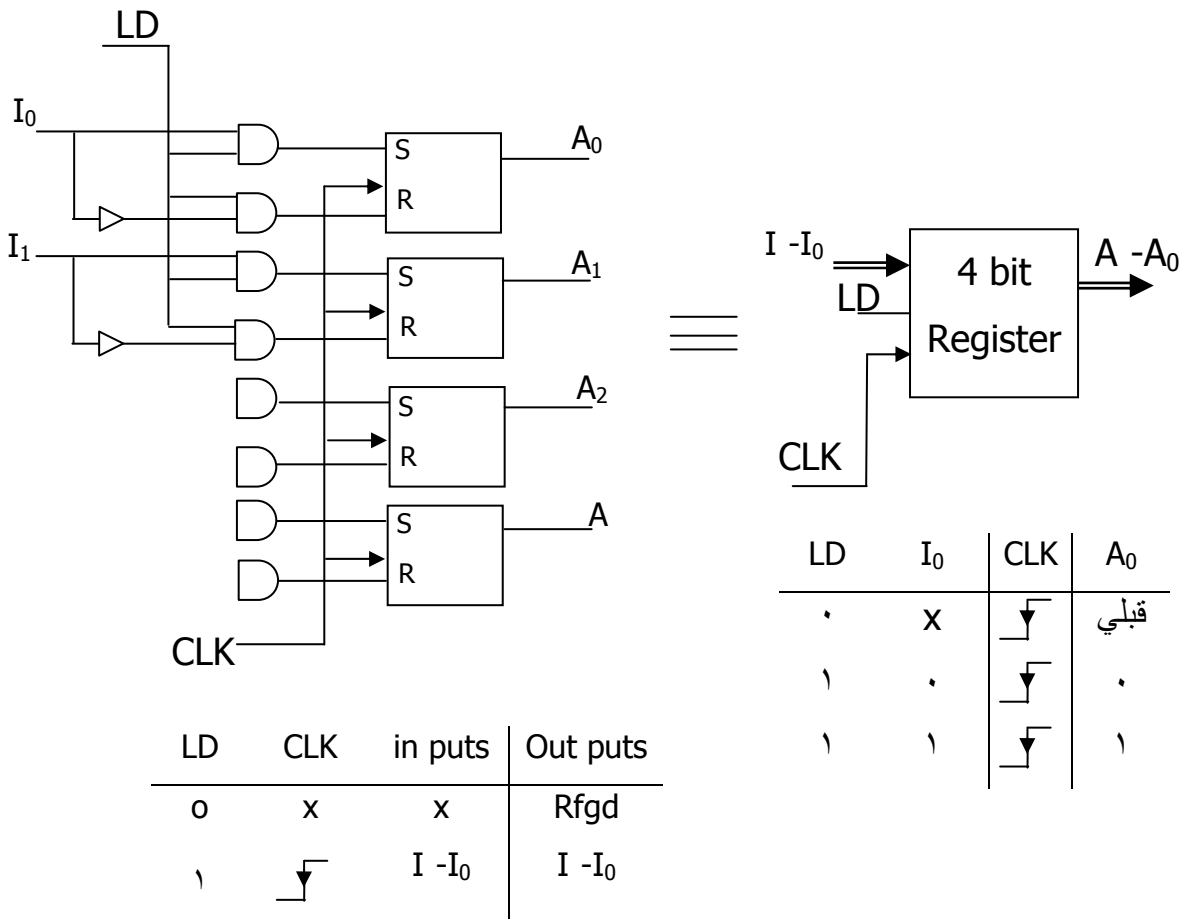 LD
I₀
S
R
A₀
I₁
S
R
A₁
S
R
A₂
S
R
A
CLK
I -I₀
LD
CLK
4 bit
Register
A -A₀
LD I₀ CLK A₀
٠ x قبلي
١ ٠ ٠
١ ١ ١
LD CLK in puts Out puts
o x x Rfgd
١ I -I₀ I -I₀